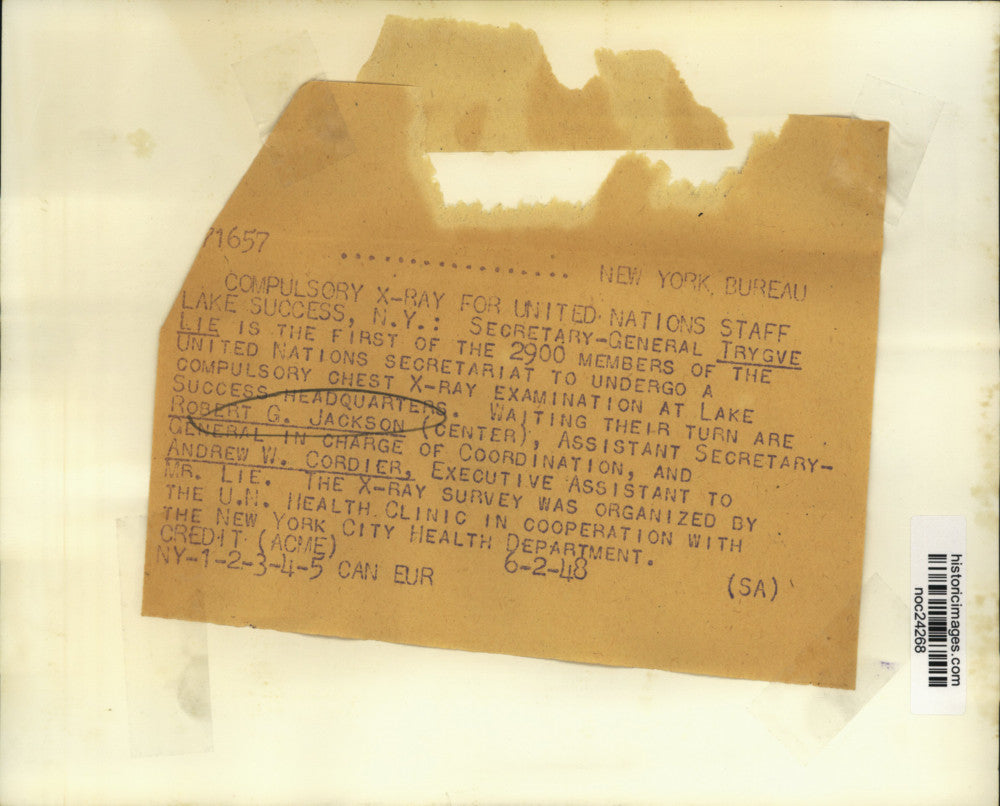 71657
.................. NEW YORK BUREAU
COMPULSORY X-RAY FOR UNITED NATIONS STAFF
LAKE SUCCESS, N.Y.: SECRETARY-GENERAL TRYGVE
LIE IS THE FIRST OF THE 2900 MEMBERS OF THE
UNITED NATIONS SECRETARIAT TO UNDERGO A
COMPULSORY CHEST X-RAY EXAMINATION AT LAKE
SUCCESS HEADQUARTERS. WAITING THEIR TURN ARE
ROBERT G. JACKSON (CENTER), ASSISTANT SECRETARY-
GENERAL IN CHARGE OF COORDINATION, AND
ANDREW W. CORDIER, EXECUTIVE ASSISTANT TO
MR. LIE. THE X-RAY SURVEY WAS ORGANIZED BY
THE U.N. HEALTH CLINIC IN COOPERATION WITH
THE NEW YORK CITY HEALTH DEPARTMENT.
CREDIT (ACME) 6-2-48
NY-1-2-3-4-5 CAN EUR (SA)
historicimages.com
noc24268